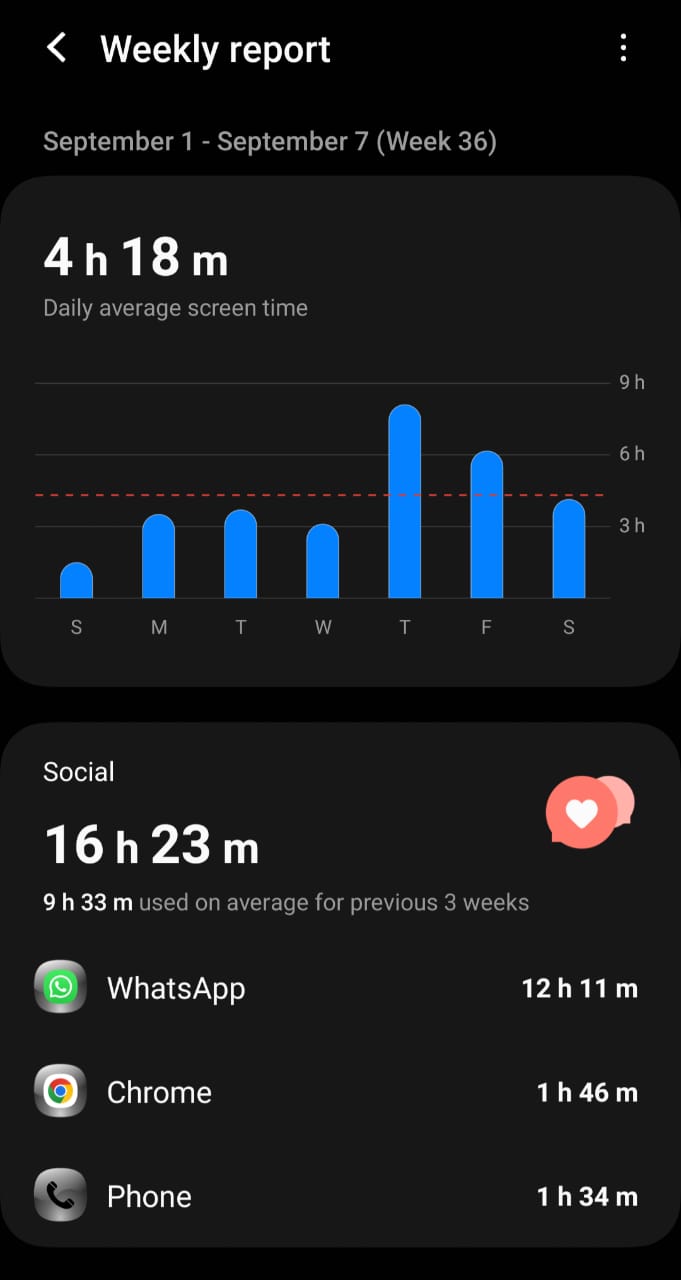 Weekly report
September 1 - September 7 (Week 36)
4 h 18 m
Daily average screen time
9 h
6 h
3 h
S M T W T F S
Social
16 h 23 m
9 h 33 m used on average for previous 3 weeks
WhatsApp 12 h 11 m
Chrome 1 h 46 m
Phone 1 h 34 m